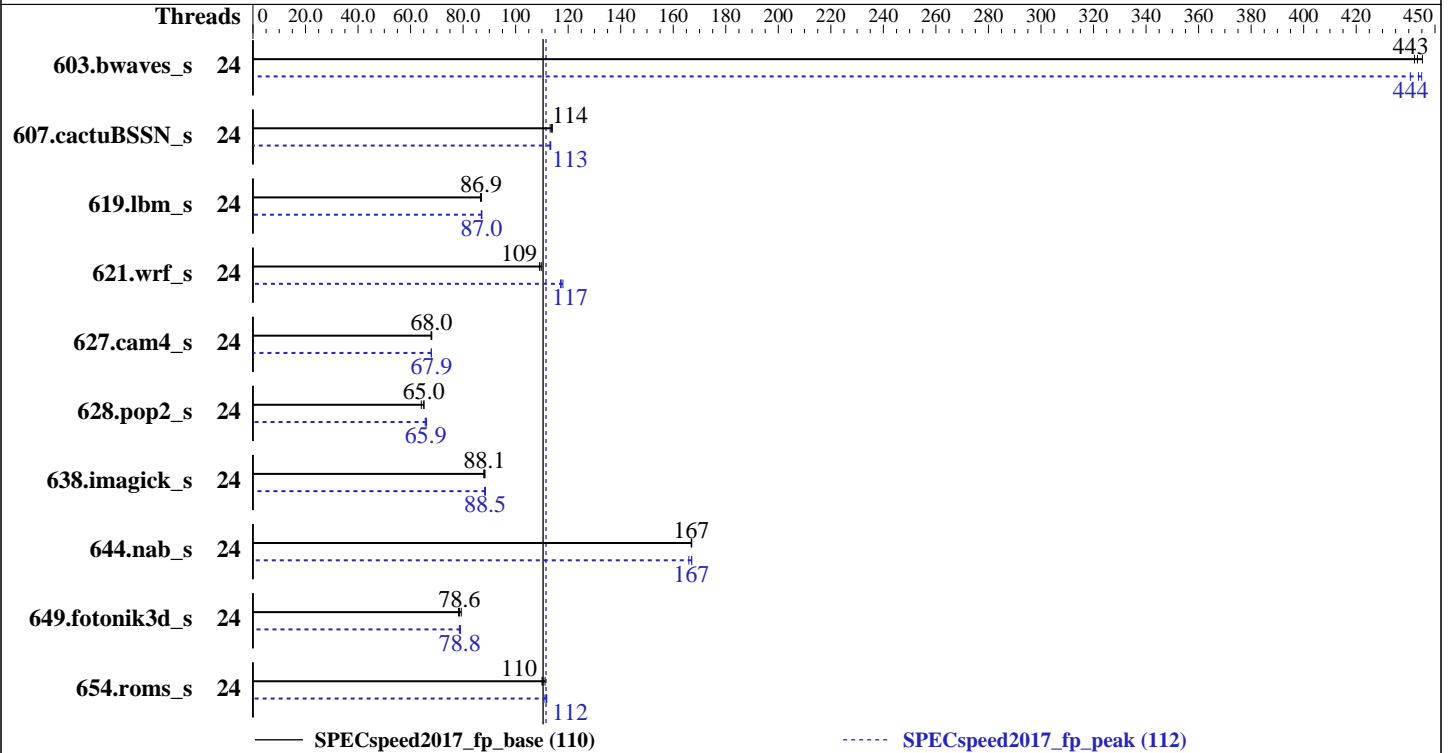 Threads 0 20.0 40.0 60.0 80.0 100 120 140 160 180 200 220 240 260 280 300 320 340 360 380 400 420 450
443
603.bwaves_s 24
444
114
607.cactuBSSN_s 24
113
86.9
619.lbm_s 24
87.0
109
621.wrf_s 24
117
68.0
627.cam4_s 24
67.9
65.0
628.pop2_s 24
65.9
88.1
638.imagick_s 24
88.5
167
644.nab_s 24
167
78.6
649.fotonik3d_s 24
78.8
110
654.roms_s 24
112
SPECspeed2017_fp_base (110) SPECspeed2017_fp_peak (112)